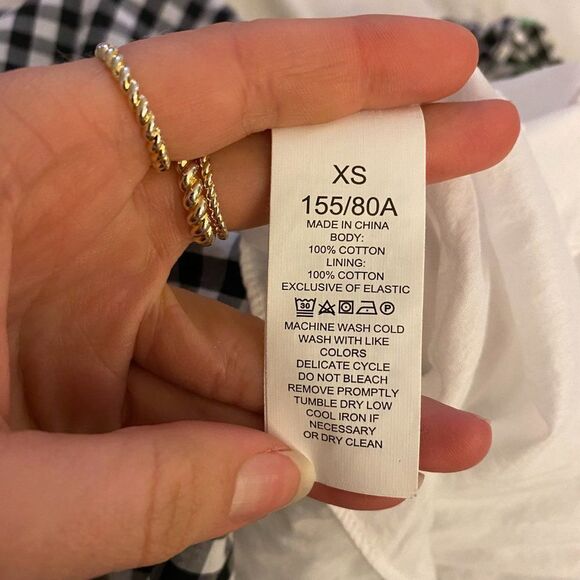 XS
155/80A
MADE IN CHINA
BODY:
100% COTTON
LINING:
100% COTTON
EXCLUSIVE OF ELASTIC
30 P
MACHINE WASH COLD
WASH WITH LIKE
COLORS
DELICATE CYCLE
DO NOT BLEACH
REMOVE PROMPTLY
TUMBLE DRY LOW
COOL IRON IF
NECESSARY
OR DRY CLEAN